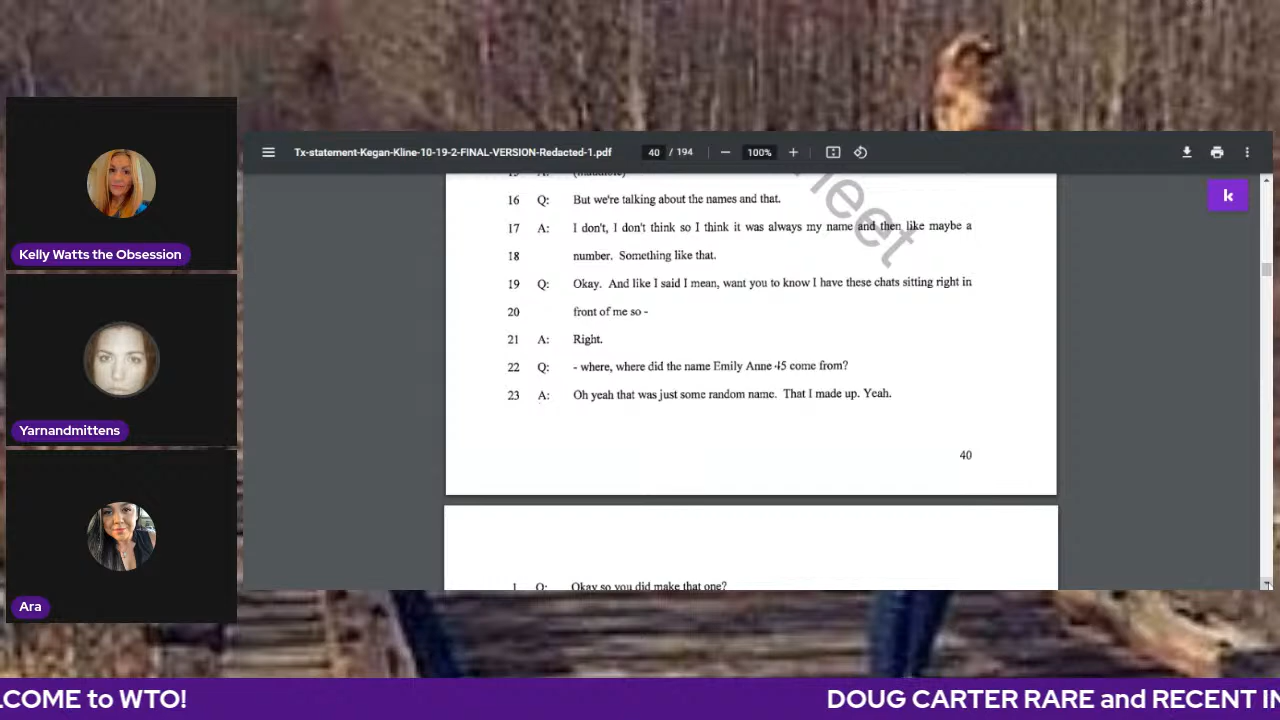 Tx-statement-Kegan-Kline-10-19-2-FINAL-VERSION-Redacted-1.pdf 40 / 194 100%
k
15 A:
16 Q: But we're talking about the names and that.
17 A: I don't, I don't think so I think it was always my name and then like maybe a
18 number. Something like that.
19 Q: Okay. And like I said I mean, want you to know I have these chats sitting right in
20 front of me so -
21 A: Right.
22 Q: - where, where did the name Emily Anne 45 come from?
23 A: Oh yeah that was just some random name. That I made up. Yeah.
40
1 Q: Okay so you did make that one?
Kelly Watts the Obsession
Yarnandmittens
Ara
LCOME to WTO!
DOUG CARTER RARE and RECENT IN